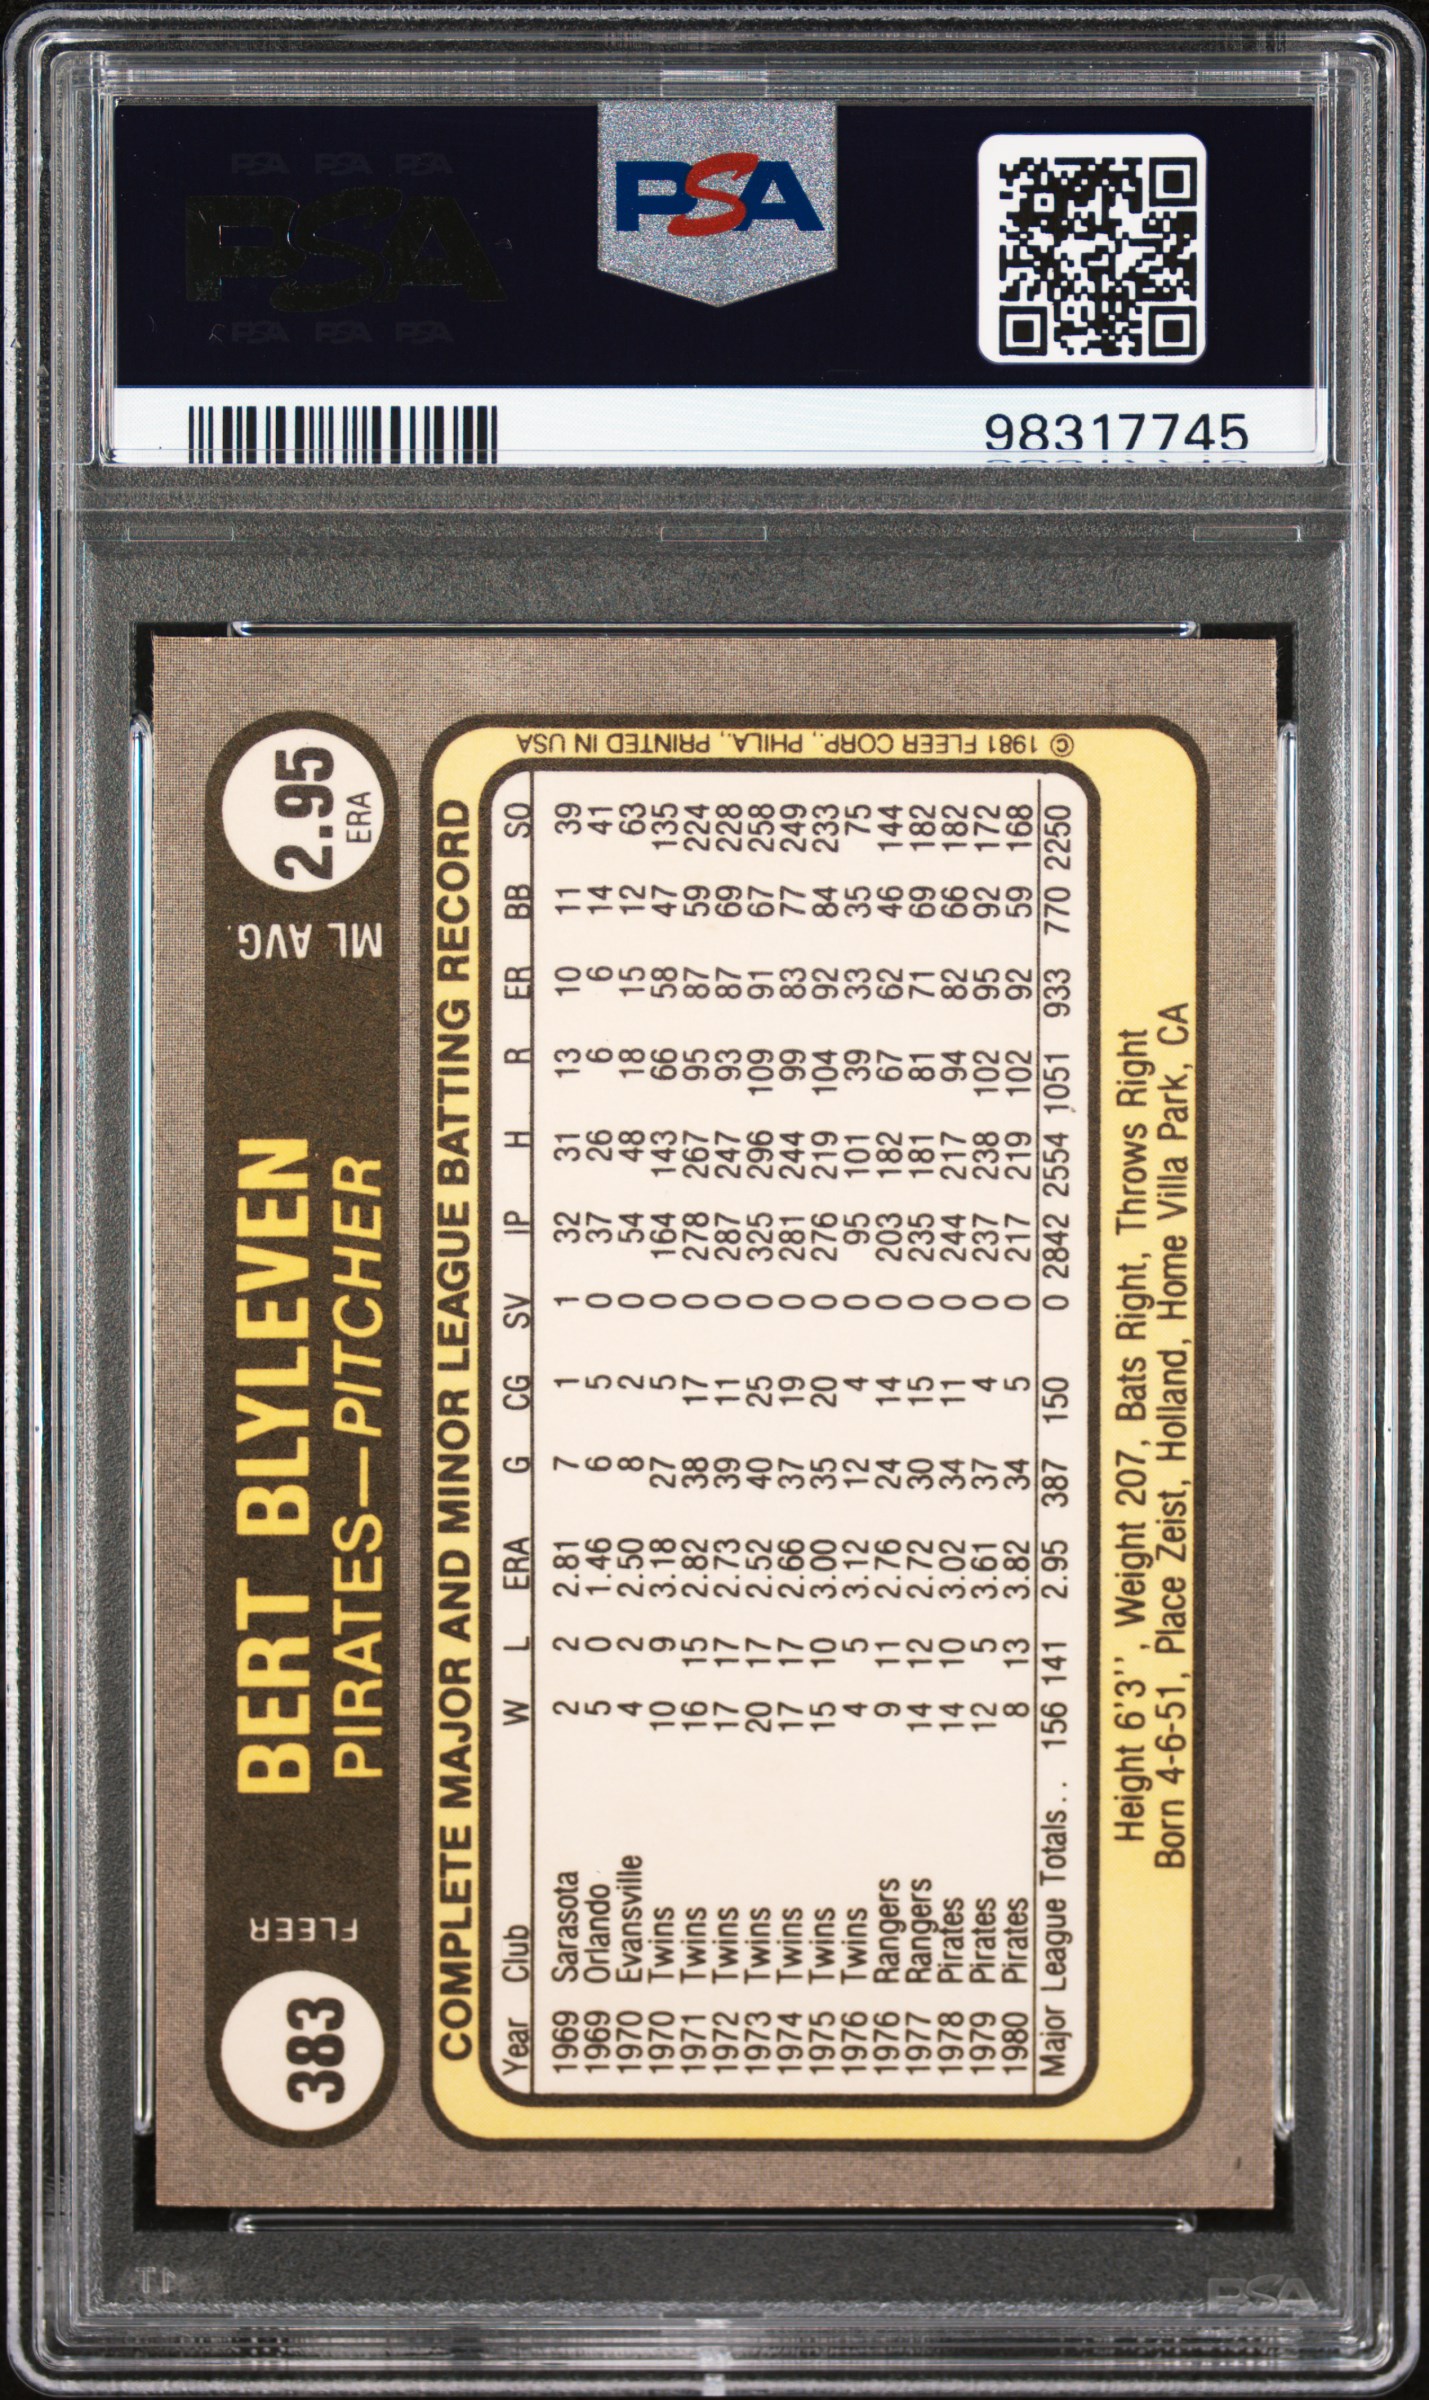 PSA PSA PSA
PSA
PSA PSA PSA
PSA
98317745
383
FLEER
BERT BLYLEVEN
PIRATES—PITCHER
ML AVG.
2.95
ERA
COMPLETE MAJOR AND MINOR LEAGUE BATTING RECORD
Year Club W L ERA G CG SV IP H R ER BB SO
1969 Sarasota 2 2 2.81 7 1 1 32 31 13 10 11 39
1969 Orlando 5 0 1.46 6 5 0 37 26 6 6 14 41
1970 Evansville 4 2 2.50 8 2 0 54 48 18 15 12 63
1970 Twins 10 9 3.18 27 5 0 164 143 66 58 47 135
1971 Twins 16 15 2.82 38 17 0 278 267 95 87 59 224
1972 Twins 17 17 2.73 39 11 0 287 247 93 87 69 228
1973 Twins 20 17 2.52 40 25 0 325 296 109 91 67 258
1974 Twins 17 17 2.66 37 19 0 281 244 99 83 77 249
1975 Twins 15 10 3.00 35 20 0 276 219 104 92 84 233
1976 Twins 4 5 3.12 12 4 0 95 101 39 33 35 75
1976 Rangers 9 11 2.76 24 14 0 203 182 67 62 46 144
1977 Rangers 14 12 2.72 30 15 0 235 181 81 71 69 182
1978 Pirates 14 10 3.02 34 11 0 244 217 94 82 66 182
1979 Pirates 12 5 3.61 37 4 0 237 238 102 95 92 172
1980 Pirates 8 13 3.82 34 5 0 217 219 102 92 59 168
Major League Totals.. 156 141 2.95 387 150 0 2842 2554 1051 933 770 2250
© 1981 FLEER CORP., PHILA., PRINTED IN USA
Height 6'3'', Weight 207, Bats Right, Throws Right
Born 4-6-51, Place Zeist, Holland, Home Villa Park, CA
PSA